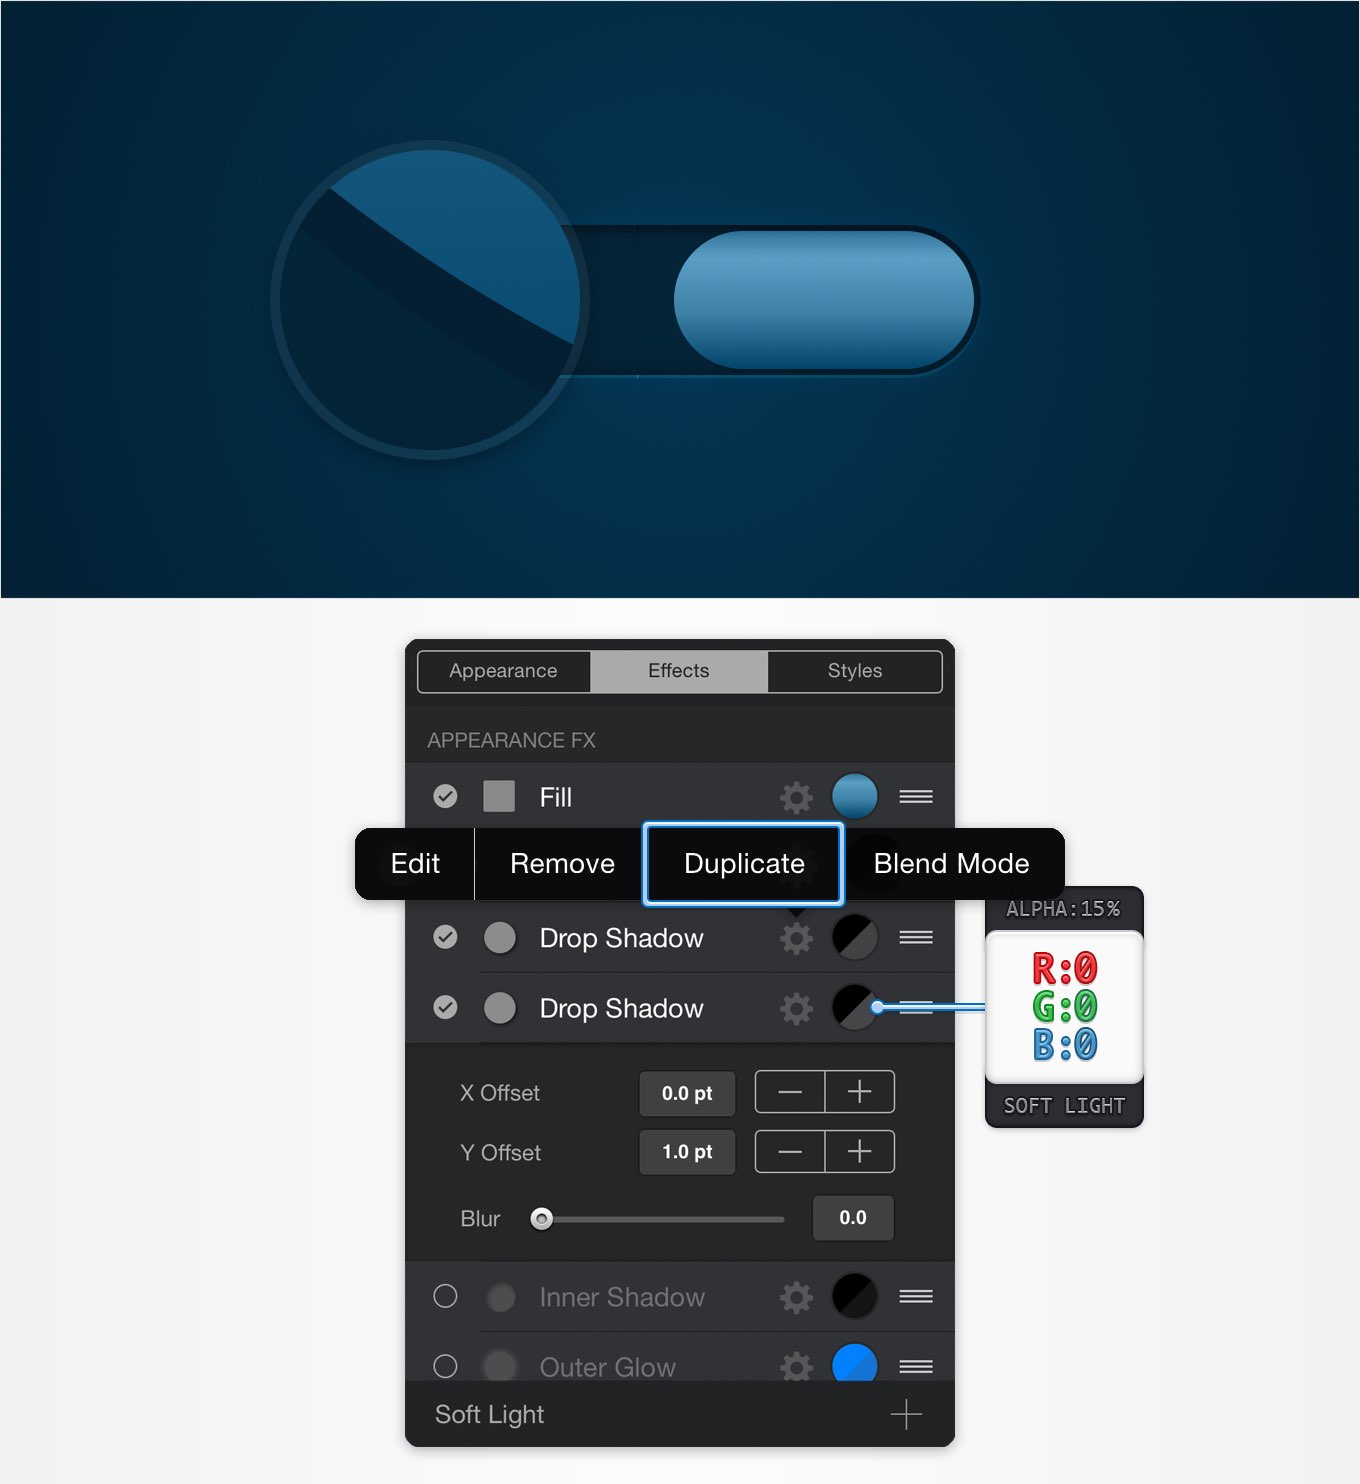 Appearance Effects Styles
APPEARANCE FX
Fill
Edit Remove Duplicate Blend Mode
ALPHA:15%
Drop Shadow
R:0
G:0
Drop Shadow
B:0
X Offset 0.0 pt
SOFT LIGHT
Y Offset 1.0 pt
Blur 0.0
Inner Shadow
Outer Glow
Soft Light